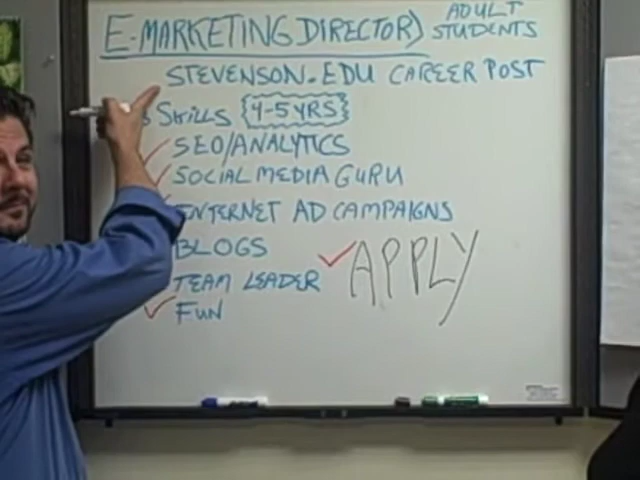 E-MARKETING DIRECTOR) ADULT STUDENTS
STEVENSON.EDU CAREER POST
SKILLS 4-5 YRS
SEO/ANALYTICS
SOCIAL MEDIA GURU
INTERNET AD CAMPAIGNS
BLOGS
TEAM LEADER
FUN
APPLY